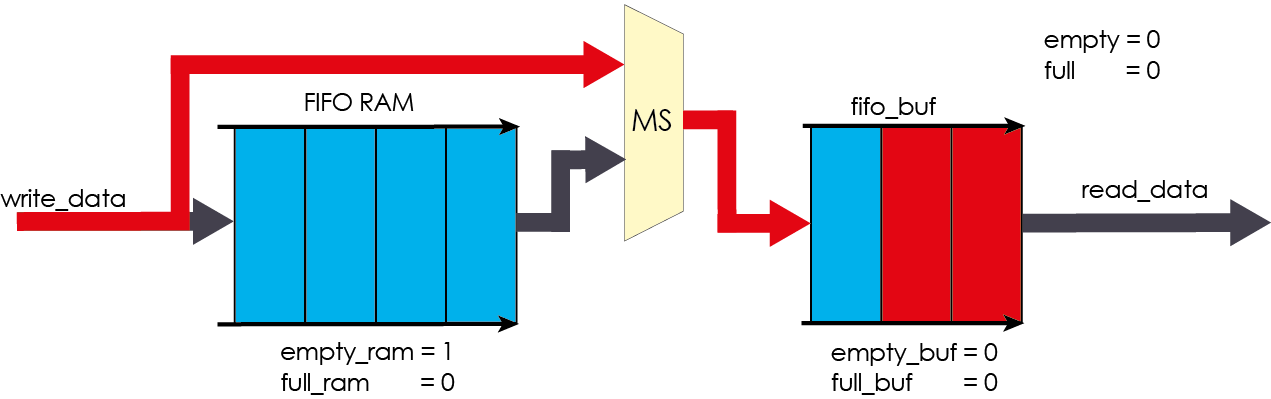 empty = 0
full = 0
FIFO RAM
fifo_buf
MS
write_data
read_data
empty_ram = 1
full_ram = 0
empty_buf = 0
full_buf = 0